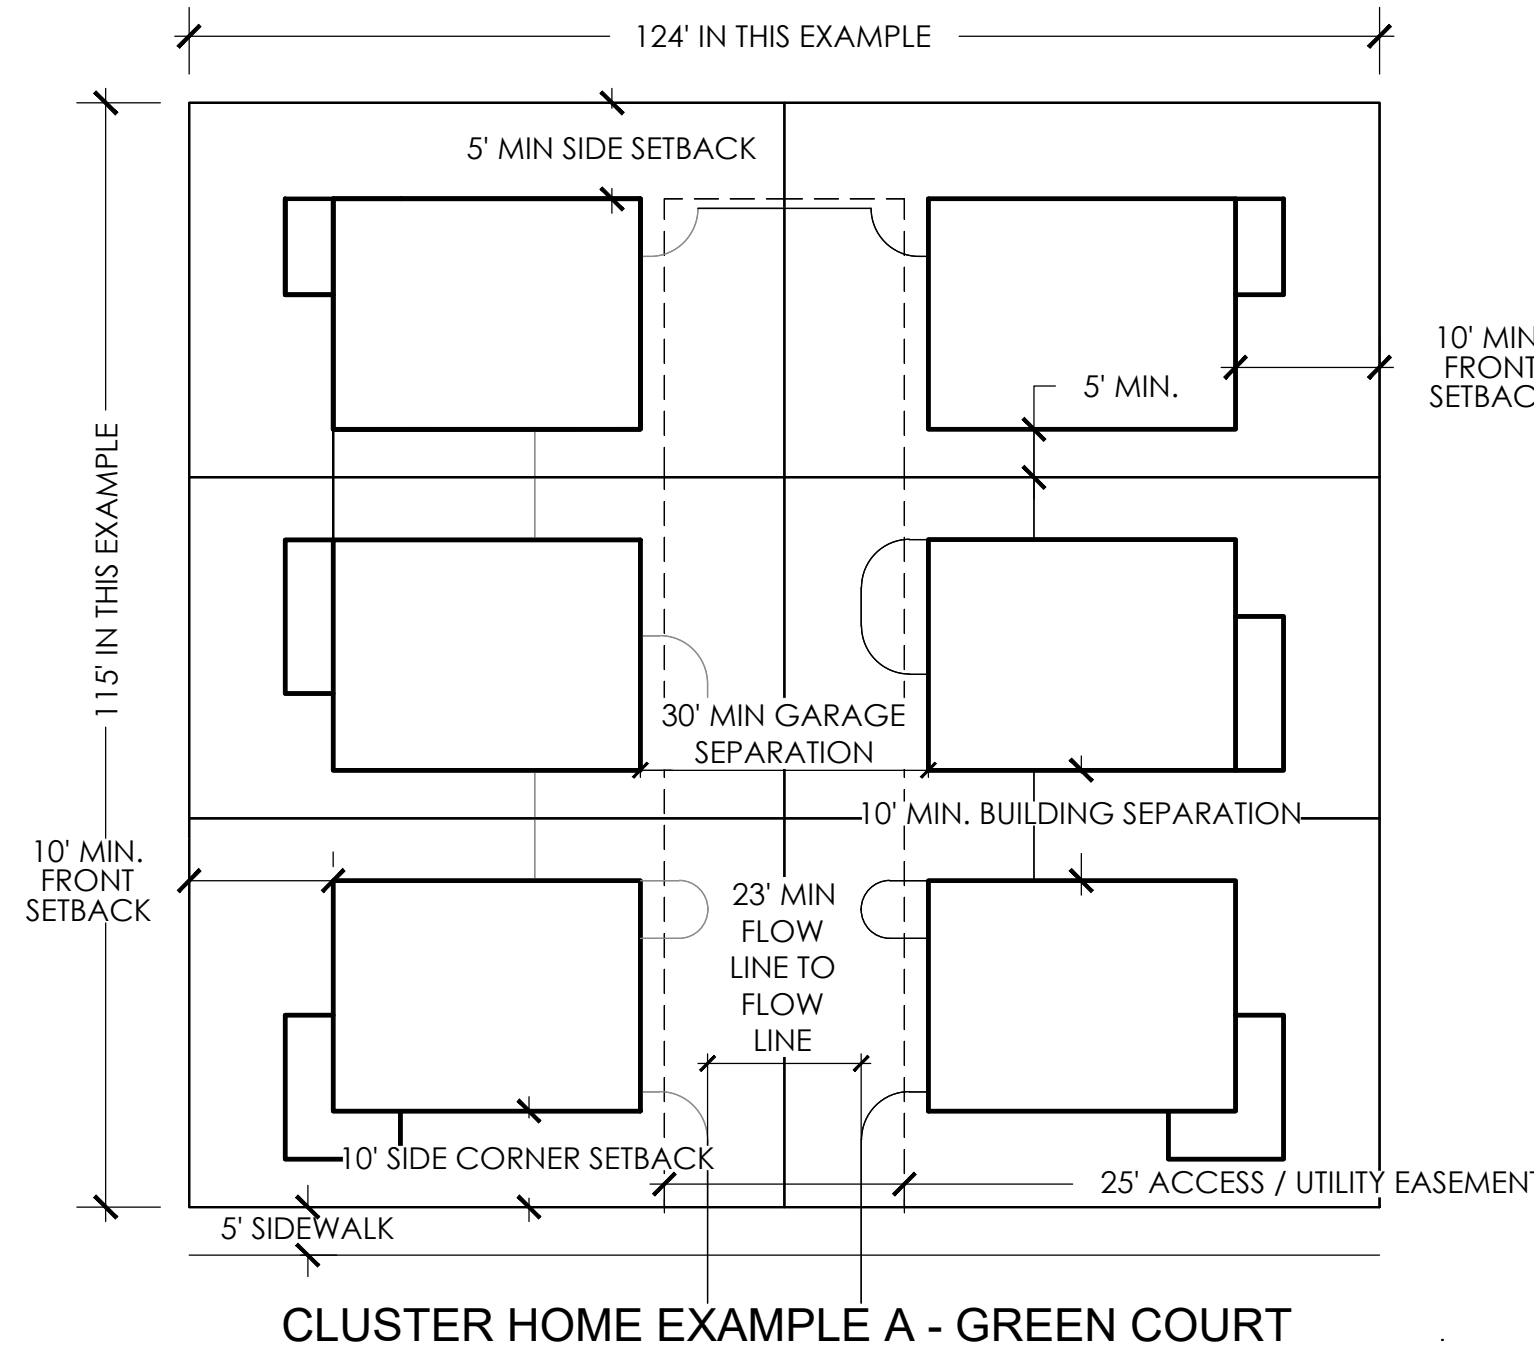 124' IN THIS EXAMPLE
5' MIN SIDE SETBACK
10' MIN
FRONT
SETBAC
5' MIN.
115' IN THIS EXAMPLE
30' MIN GARAGE
SEPARATION
10' MIN. BUILDING SEPARATION
10' MIN.
FRONT
SETBACK
23' MIN
FLOW
LINE TO
FLOW
LINE
10' SIDE CORNER SETBACK
25' ACCESS / UTILITY EASEMENT
5' SIDEWALK
CLUSTER HOME EXAMPLE A - GREEN COURT